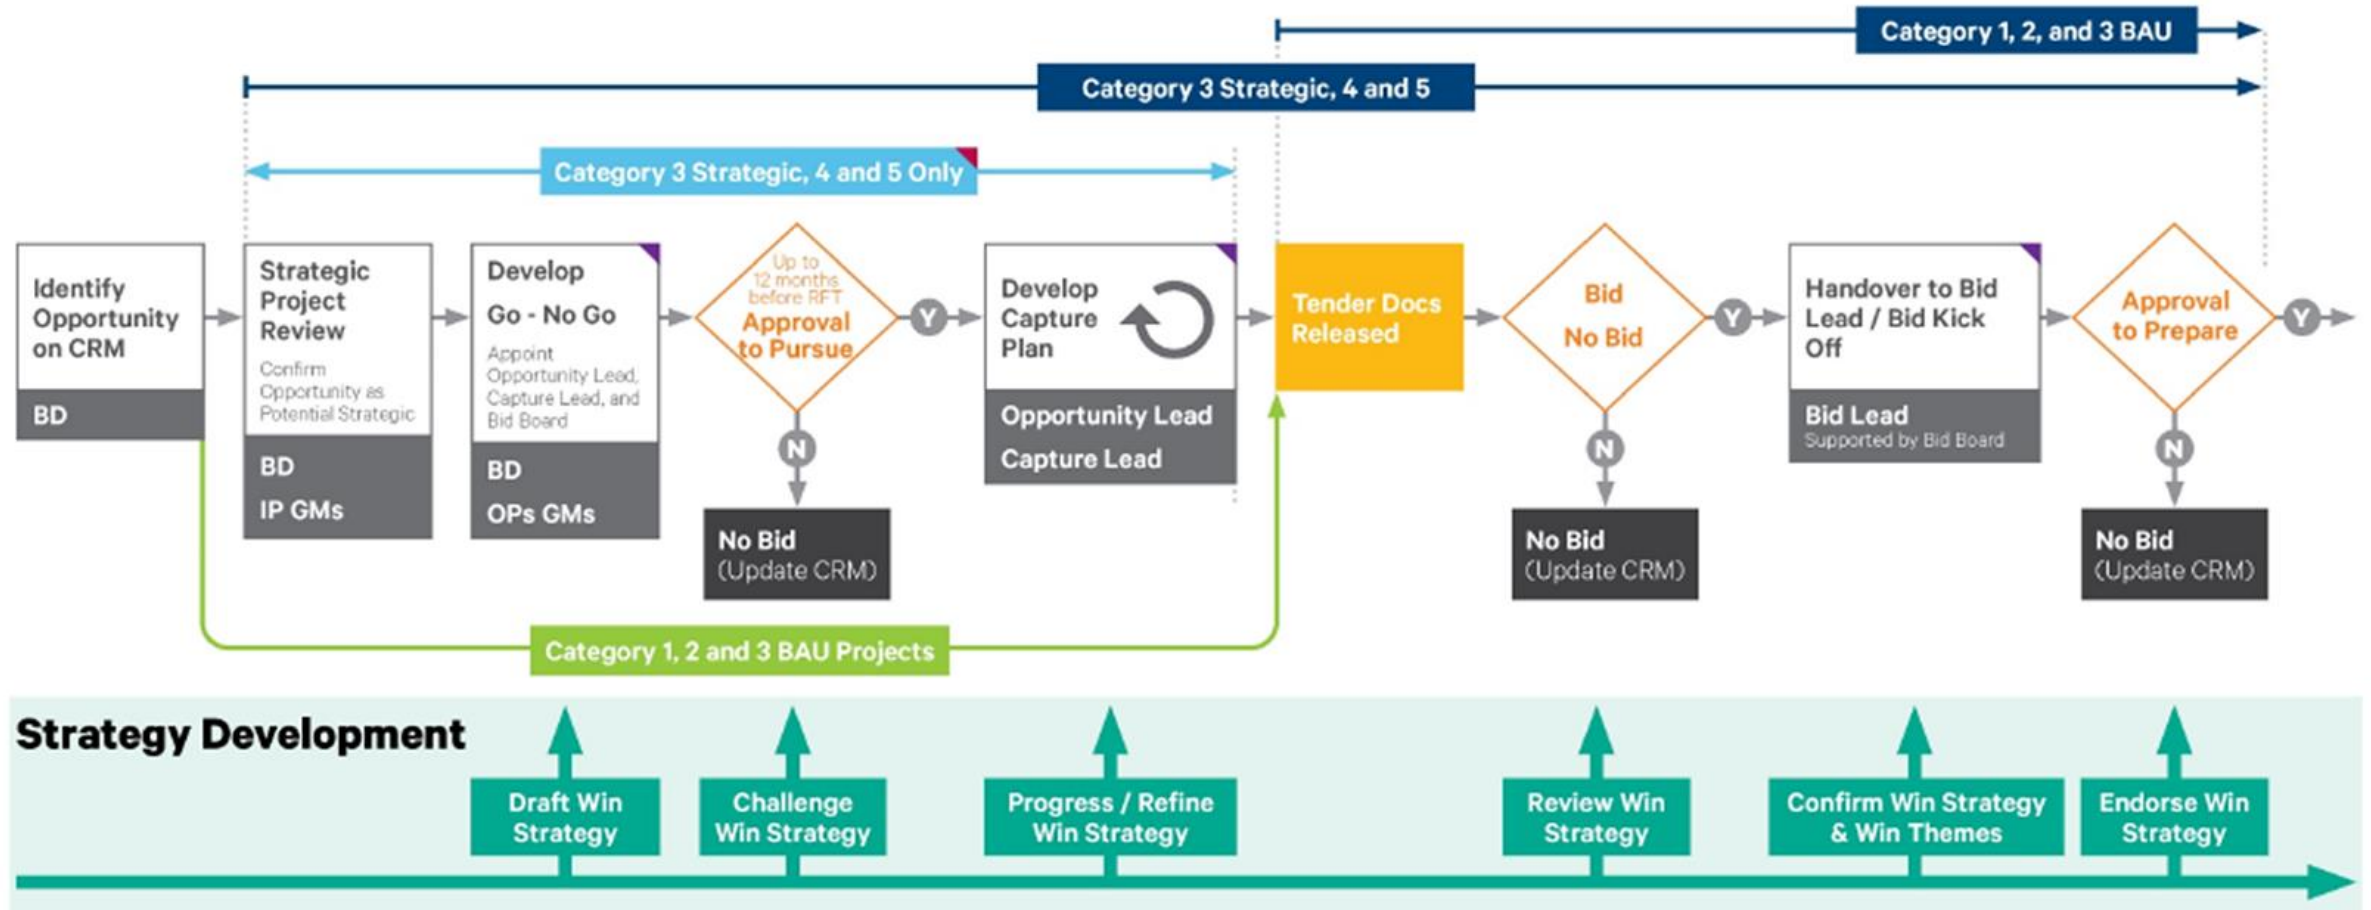 Category 1, 2, and 3 BAU
Category 3 Strategic, 4 and 5
Category 3 Strategic, 4 and 5 Only
Identify
Opportunity
on CRM
BD
Strategic
Project
Review
Confirm
Opportunity as
Potential Strategic
BD
IP GMs
Develop
Go - No Go
Appoint
Opportunity Lead,
Capture Lead, and
Bid Board
BD
OPs GMs
Up to
12 months
before RFT
Approval
to Pursue
Y
N
No Bid
(Update CRM)
Develop
Capture
Plan
Opportunity Lead
Capture Lead
Tender Docs
Released
Bid
No Bid
Y
N
No Bid
(Update CRM)
Handover to Bid
Lead / Bid Kick
Off
Bid Lead
Supported by Bid Board
Approval
to Prepare
Y
N
No Bid
(Update CRM)
Category 1, 2 and 3 BAU Projects
Strategy Development
Draft Win
Strategy
Challenge
Win Strategy
Progress / Refine
Win Strategy
Review Win
Strategy
Confirm Win Strategy
& Win Themes
Endorse Win
Strategy